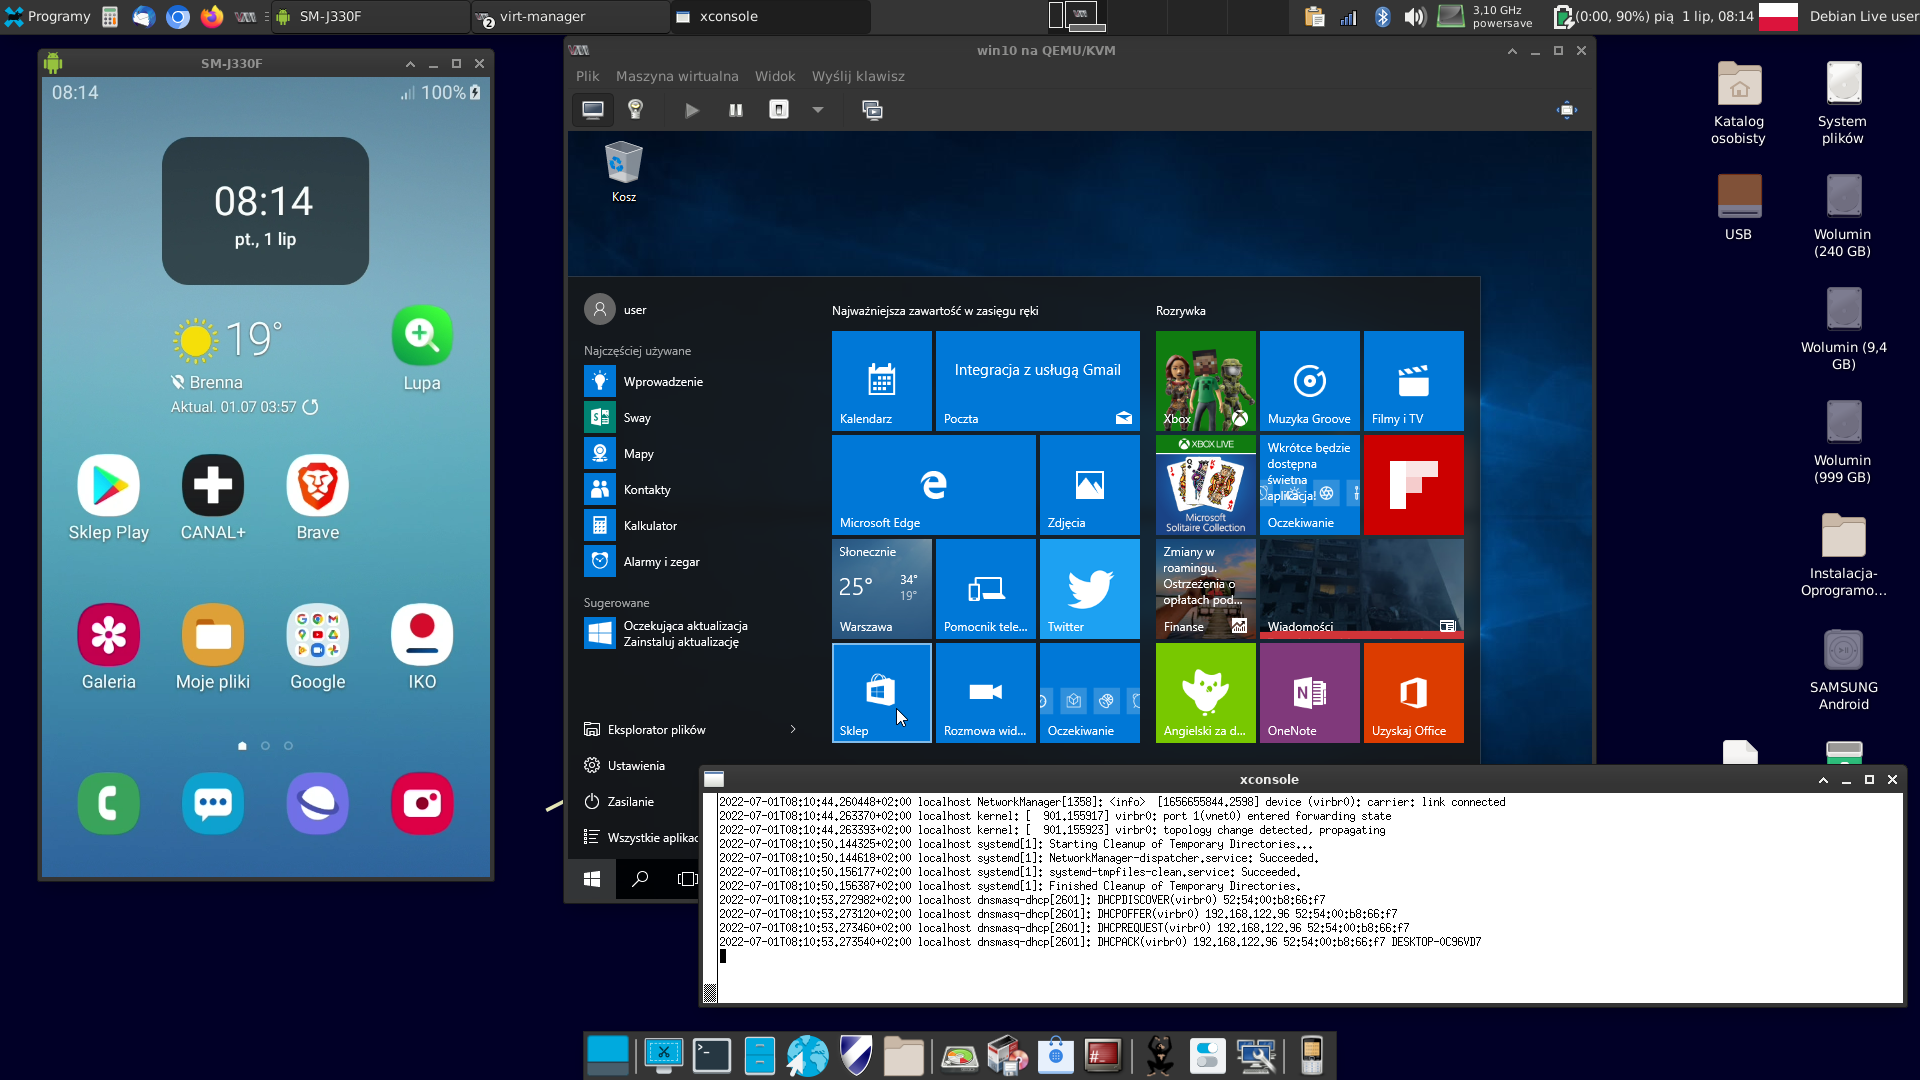 Programy
SM-J330F
2
virt-manager
xconsole
3,10 GHz
powersave
(0:00, 90%)
pią 1 lip, 08:14
Debian Live user
SM-J330F
08:14
100%
08:14
pt., 1 lip
19°
Brenna
Aktual. 01.07 03:57
Lupa
Sklep Play
CANAL+
Brave
Galeria
Moje pliki
Google
IKO
win10 na QEMU/KVM
Plik
Maszyna wirtualna
Widok
Wyślij klawisz
Kosz
user
Najczęściej używane
Wprowadzenie
Sway
Mapy
Kontakty
Kalkulator
Alarmy i zegar
Sugerowane
Oczekująca aktualizacja
Zainstaluj aktualizację
Eksplorator plików
Ustawienia
Zasilanie
Wszystkie aplikac
Najważniejsza zawartość w zasięgu ręki
Kalendarz
Integracja z usługą Gmail
Poczta
Microsoft Edge
Zdjęcia
Słonecznie
25°
34°
19°
Warszawa
Pomocnik tele...
Twitter
Sklep
Rozmowa wid...
Oczekiwanie
Rozrywka
Xbox
Muzyka Groove
Filmy i TV
XBOX LIVE
Microsoft
Solitaire Collection
Wkrótce będzie
dostępna
świetna
aplikacja!
Oczekiwanie
Zmiany w
roamingu.
Ostrzeżenia o
opłatach pod...
Finanse
Wiadomości
Angielski za d...
OneNote
Uzyskaj Office
Katalog
osobisty
System
plików
USB
Wolumin
(240 GB)
Wolumin (9,4
GB)
Wolumin
(999 GB)
Instalacja-
Oprogramo...
SAMSUNG
Android
xconsole
2022-07-01T08:10:44.260448+02:00 localhost NetworkManager[1358]: <info>  [1656655844.2598] device (virbr0): carrier: link connected
2022-07-01T08:10:44.263370+02:00 localhost kernel: [  901.155917] virbr0: port 1(vnet0) entered forwarding state
2022-07-01T08:10:44.263393+02:00 localhost kernel: [  901.155923] virbr0: topology change detected, propagating
2022-07-01T08:10:50.144325+02:00 localhost systemd[1]: Starting Cleanup of Temporary Directories...
2022-07-01T08:10:50.144618+02:00 localhost systemd[1]: NetworkManager-dispatcher.service: Succeeded.
2022-07-01T08:10:50.156177+02:00 localhost systemd[1]: systemd-tmpfiles-clean.service: Succeeded.
2022-07-01T08:10:50.156387+02:00 localhost systemd[1]: Finished Cleanup of Temporary Directories.
2022-07-01T08:10:53.272982+02:00 localhost dnsmasq-dhcp[2601]: DHCPDISCOVER(virbr0) 52:54:00:b8:66:f7
2022-07-01T08:10:53.273120+02:00 localhost dnsmasq-dhcp[2601]: DHCPOFFER(virbr0) 192.168.122.96 52:54:00:b8:66:f7
2022-07-01T08:10:53.273460+02:00 localhost dnsmasq-dhcp[2601]: DHCPREQUEST(virbr0) 192.168.122.96 52:54:00:b8:66:f7
2022-07-01T08:10:53.273540+02:00 localhost dnsmasq-dhcp[2601]: DHCPACK(virbr0) 192.168.122.96 52:54:00:b8:66:f7 DESKTOP-0C96VD7